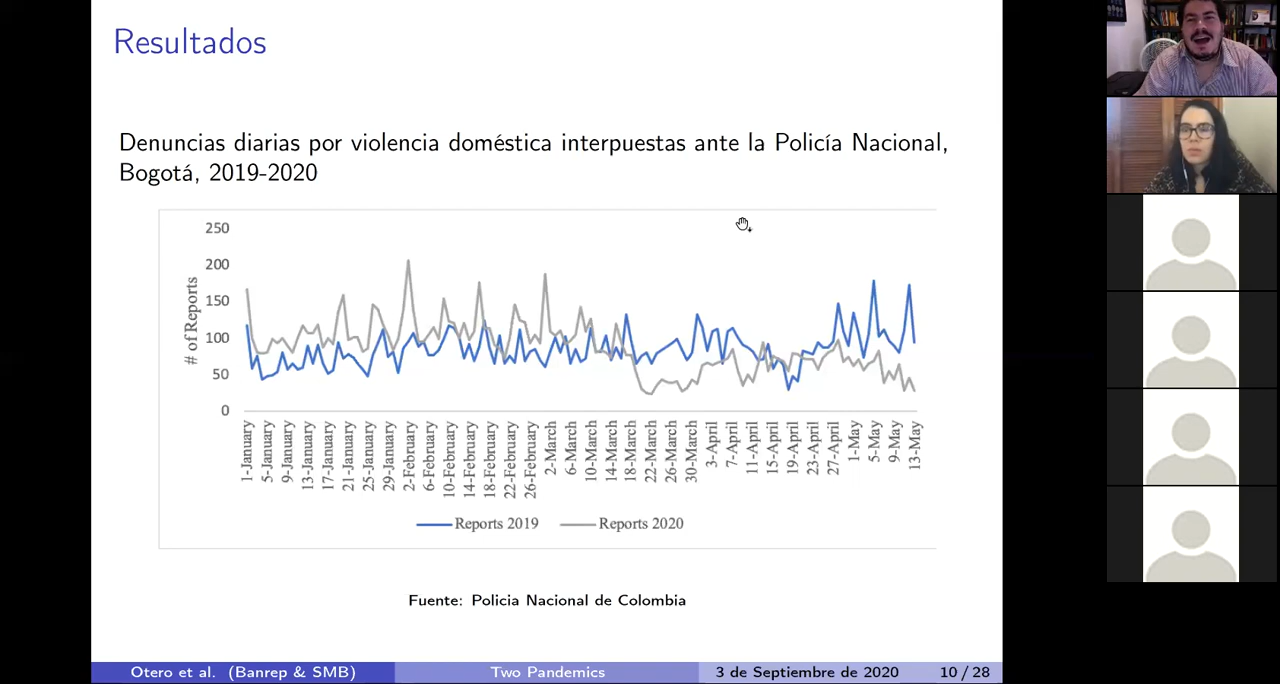 Resultados
Denuncias diarias por violencia doméstica interpuestas ante la Policía Nacional,
Bogotá, 2019-2020
# of Reports
250
200
150
100
50
0
1-January
5-January
9-January
13-January
17-January
21-January
25-January
29-January
2-February
6-February
10-February
14-February
18-February
22-February
26-February
2-March
6-March
10-March
14-March
18-March
22-March
26-March
30-March
3-April
7-April
11-April
15-April
19-April
23-April
27-April
1-May
5-May
9-May
13-May
Reports 2019 Reports 2020
Fuente: Policia Nacional de Colombia
Otero et al. (Banrep & SMB) Two Pandemics 3 de Septiembre de 2020 10 / 28